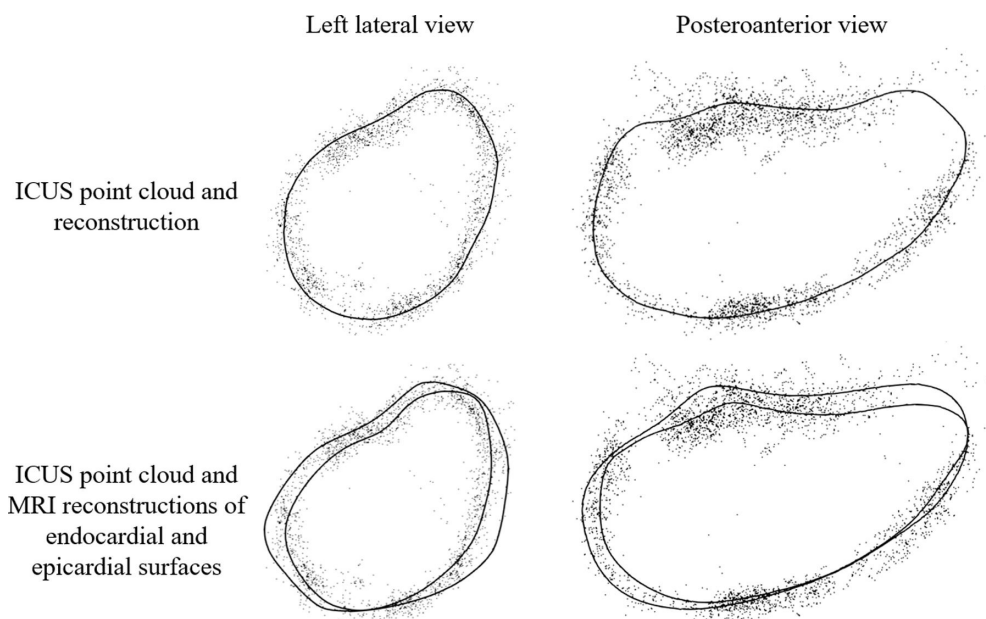 Left lateral view
Posteroanterior view
ICUS point cloud and
reconstruction
ICUS point cloud and
MRI reconstructions of
endocardial and
epicardial surfaces